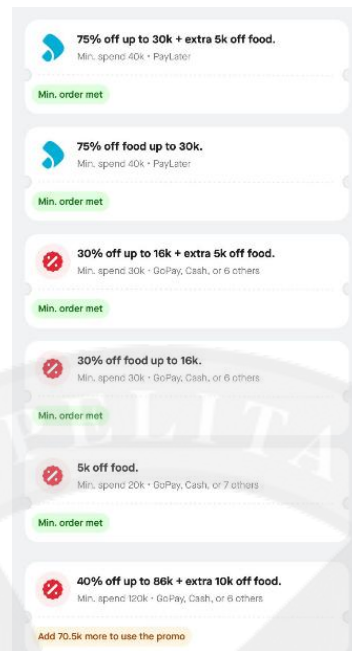 75% off up to 30k + extra 5k off food.
Min. spend 40k • PayLater
Min. order met
75% off food up to 30k.
Min. spend 40k • PayLater
Min. order met
30% off up to 16k + extra 5k off food.
Min. spend 30k • GoPay, Cash, or 6 others
Min. order met
30% off food up to 16k.
Min. spend 30k • GoPay, Cash, or 6 others
Min. order met
PELITA
5k off food.
Min. spend 20k • GoPay, Cash, or 7 others
Min. order met
40% off up to 86k + extra 10k off food.
Min. spend 120k • GoPay, Cash, or 6 others
Add 70.5k more to use the promo